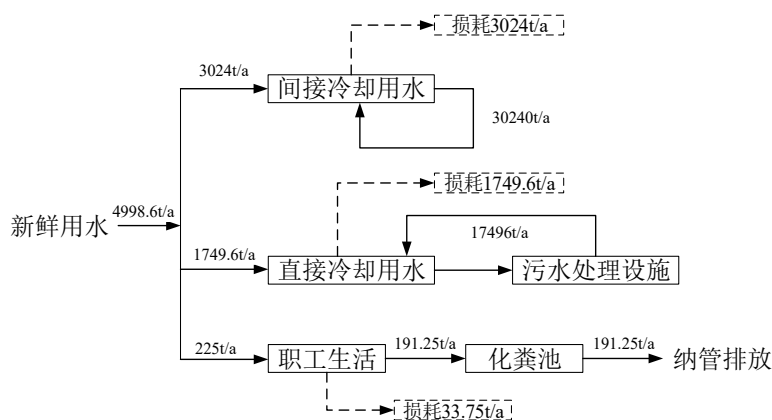 损耗3024t/a
3024t/a
间接冷却用水
30240t/a
损耗1749.6t/a
4998.6t/a
新鲜用水
17496t/a
1749.6t/a
直接冷却用水
污水处理设施
225t/a
职工生活
191.25t/a
化粪池
191.25t/a
纳管排放
损耗33.75t/a